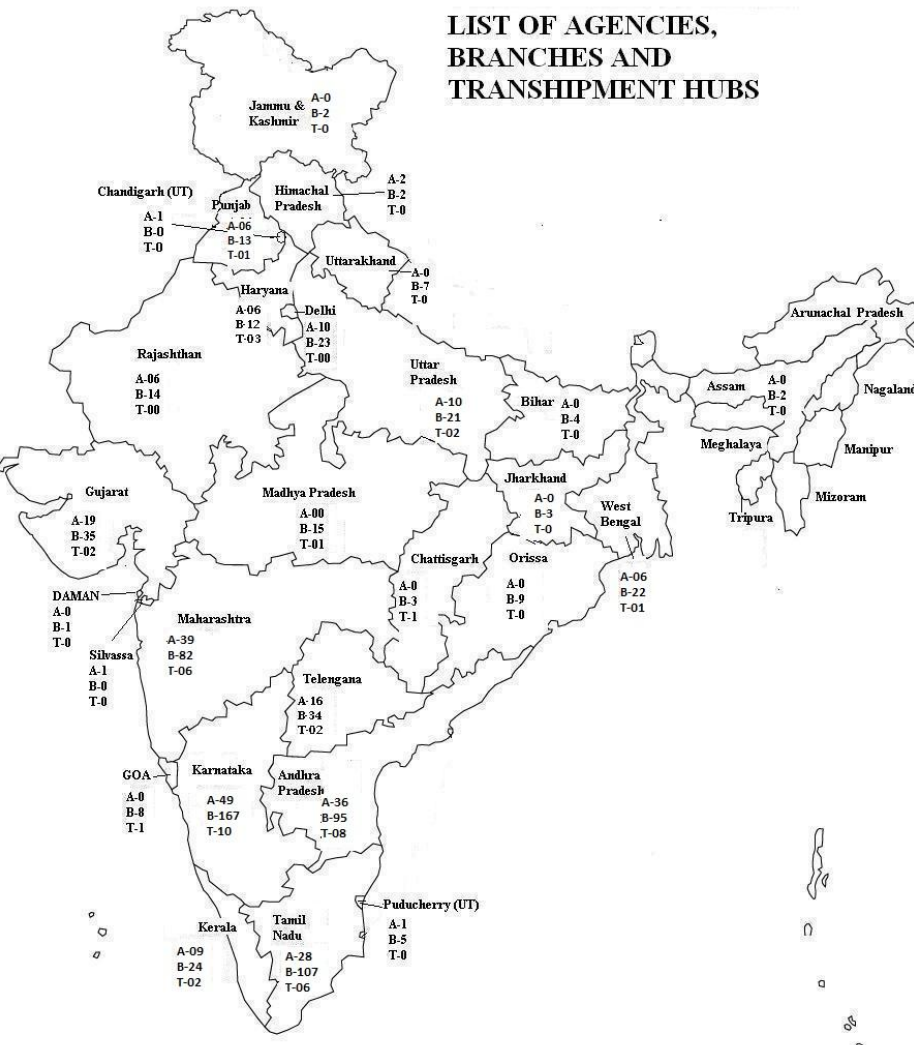 LIST OF AGENCIES,
BRANCHES AND
TRANSHIPMENT HUBS
Jammu &
Kashmir
A-0
B-2
T-0
Chandigarh (UT)
A-1
B-0
T-0
Punjab
A-06
B-13
T-01
Himachal
Pradesh
A-2
B-2
T-0
Uttarakhand
A-0
B-7
T-0
Haryana
A-06
B-12
T-03
Delhi
A-10
B-23
T-00
Rajashthan
A-06
B-14
T-00
Uttar
Pradesh
A-10
B-21
T-02
Bihar
A-0
B-4
T-0
Arunachal Pradesh
Assam
A-0
B-2
T-0
Nagaland
Meghalaya
Manipur
Mizoram
Tripura
Gujarat
A-19
B-35
T-02
Madhya Pradesh
A-00
B-15
T-01
Jharkhand
A-0
B-3
T-0
West
Bengal
A-06
B-22
T-01
Chattisgarh
A-0
B-3
T-1
Orissa
A-0
B-9
T-0
DAMAN
A-0
B-1
T-0
Silvassa
A-1
B-0
T-0
Maharashtra
A-39
B-82
T-06
Telengana
A-16
B-34
T-02
GOA
A-0
B-8
T-1
Karnataka
A-49
B-167
T-10
Andhra
Pradesh
A-36
B-95
T-08
Kerala
A-09
B-24
T-02
Tamil
Nadu
A-28
B-107
T-06
Puducherry (UT)
A-1
B-5
T-0